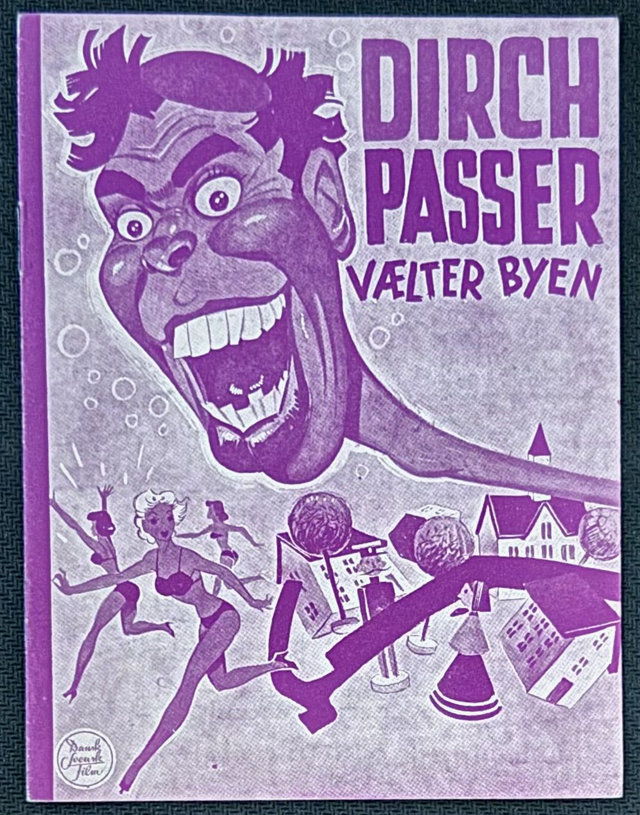 DIRCH
PASSER
VÆLTER BYEN
Dansk
Svensk
Film